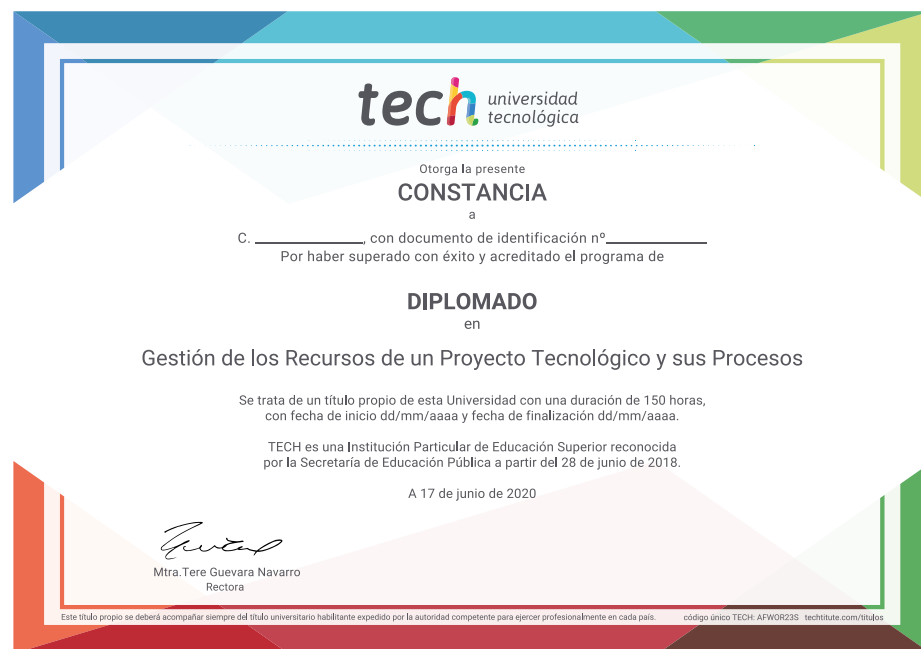 tech universidad
tecnológica
Otorga la presente
CONSTANCIA
a
C. ____________, con documento de identificación nº____________
Por haber superado con éxito y acreditado el programa de
DIPLOMADO
en
Gestión de los Recursos de un Proyecto Tecnológico y sus Procesos
Se trata de un título propio de esta Universidad con una duración de 150 horas,
con fecha de inicio dd/mm/aaaa y fecha de finalización dd/mm/aaaa.
TECH es una Institución Particular de Educación Superior reconocida
por la Secretaría de Educación Pública a partir del 28 de junio de 2018.
A 17 de junio de 2020
Mtra.Tere Guevara Navarro
Rectora
Este título propio se deberá acompañar siempre del título universitario habilitante expedido por la autoridad competente para ejercer profesionalmente en cada país. código único TECH: AFWOR23S techtitute.com/titulos